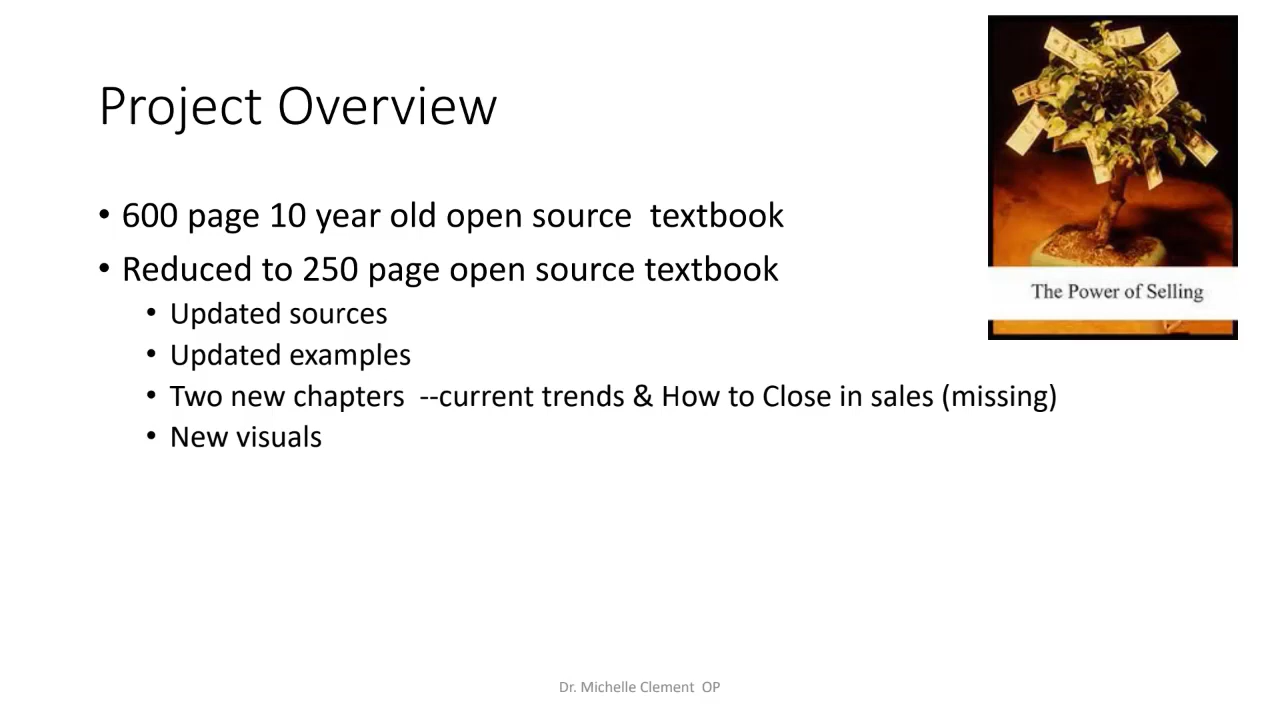 Project Overview
The Power of Selling
• 600 page 10 year old open source  textbook
• Reduced to 250 page open source textbook
• Updated sources
• Updated examples
• Two new chapters  --current trends & How to Close in sales (missing)
• New visuals
Dr. Michelle Clement  OP